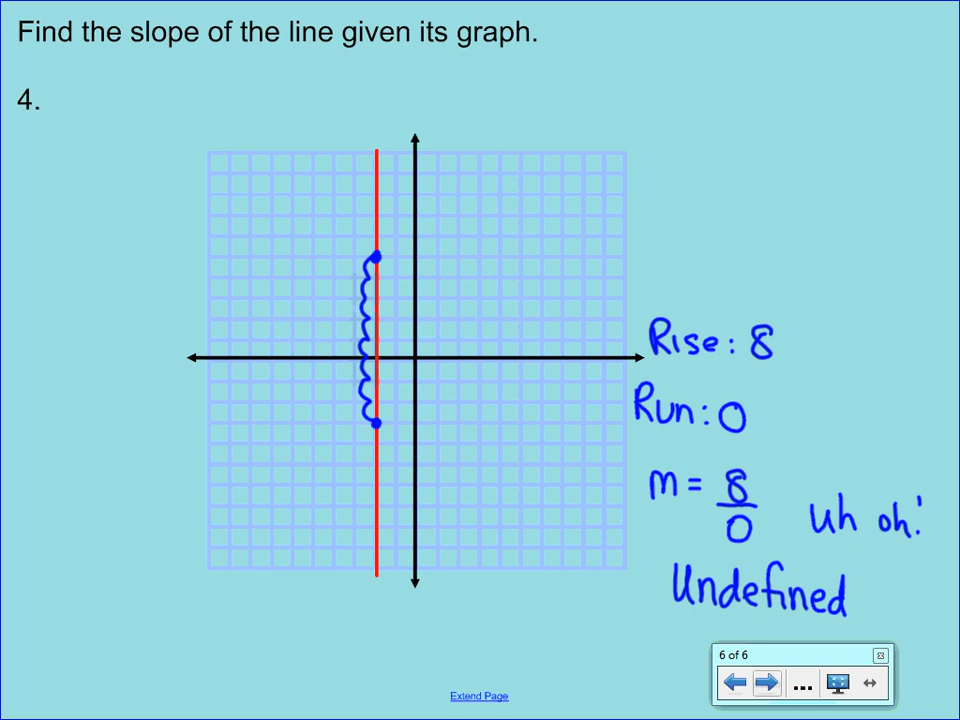 Find the slope of the line given its graph.
4.
Rise: 8
Run: 0
m = 8/0 Uh oh!
Undefined
6 of 6
...
Extend Page